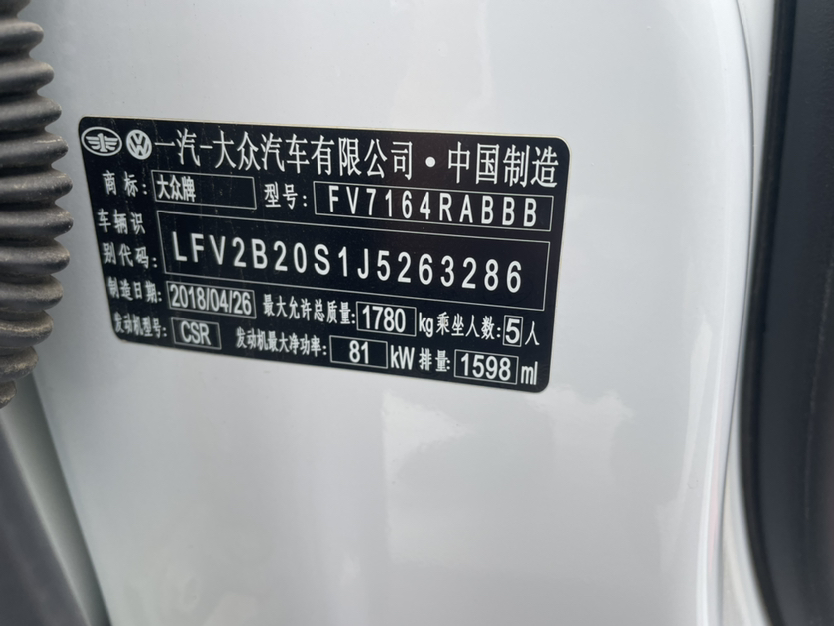 一汽-大众汽车有限公司·中国制造
商 标: 大众牌 型号: FV7164RABBB
车辆识
别代码: LFV2B20S1J5263286
制造日期: 2018/04/26 最大允许总质量: 1780 kg 乘坐人数: 5 人
发动机型号: CSR 发动机最大净功率: 81 kW 排量: 1598 ml